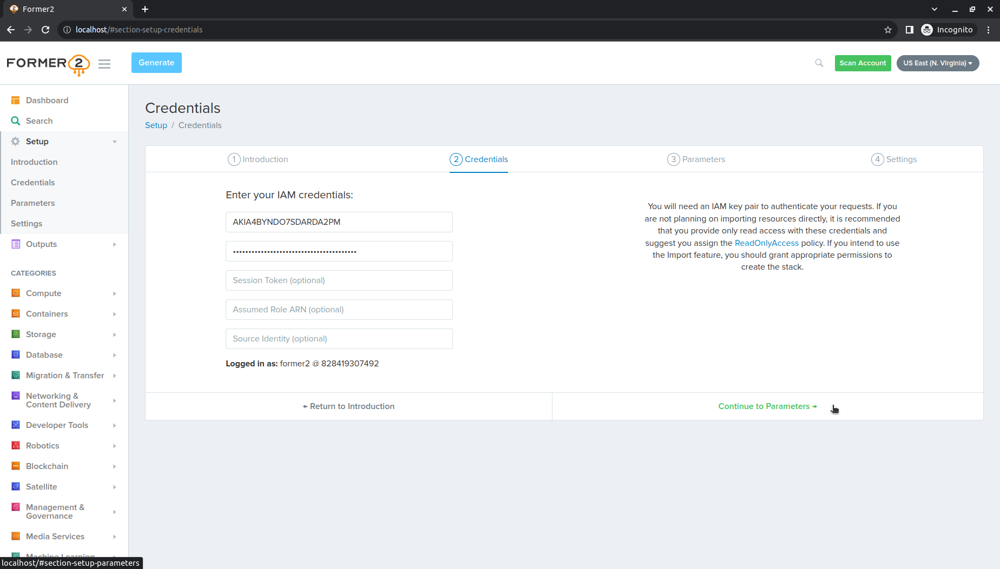 Former2
localhost/#section-setup-credentials
Incognito
FORMER 2
Generate
Scan Account
US East (N. Virginia)
Dashboard
Search
Setup
Introduction
Credentials
Parameters
Settings
Outputs
CATEGORIES
Compute
Containers
Storage
Database
Migration & Transfer
Networking &
Content Delivery
Developer Tools
Robotics
Blockchain
Satellite
Management &
Governance
Media Services
Machine Learning
Credentials
Setup / Credentials
1 Introduction
2 Credentials
3 Parameters
4 Settings
Enter your IAM credentials:
AKIA4BYNDO7SDARDA2PM
••••••••••••••••••••••••••••••••••••••••
Session Token (optional)
Assumed Role ARN (optional)
Source Identity (optional)
Logged in as: former2 @ 828419307492
You will need an IAM key pair to authenticate your requests. If you
are not planning on importing resources directly, it is recommended
that you provide only read access with these credentials and
suggest you assign the ReadOnlyAccess policy. If you intend to use
the Import feature, you should grant appropriate permissions to
create the stack.
← Return to Introduction
Continue to Parameters →
localhost/#section-setup-parameters